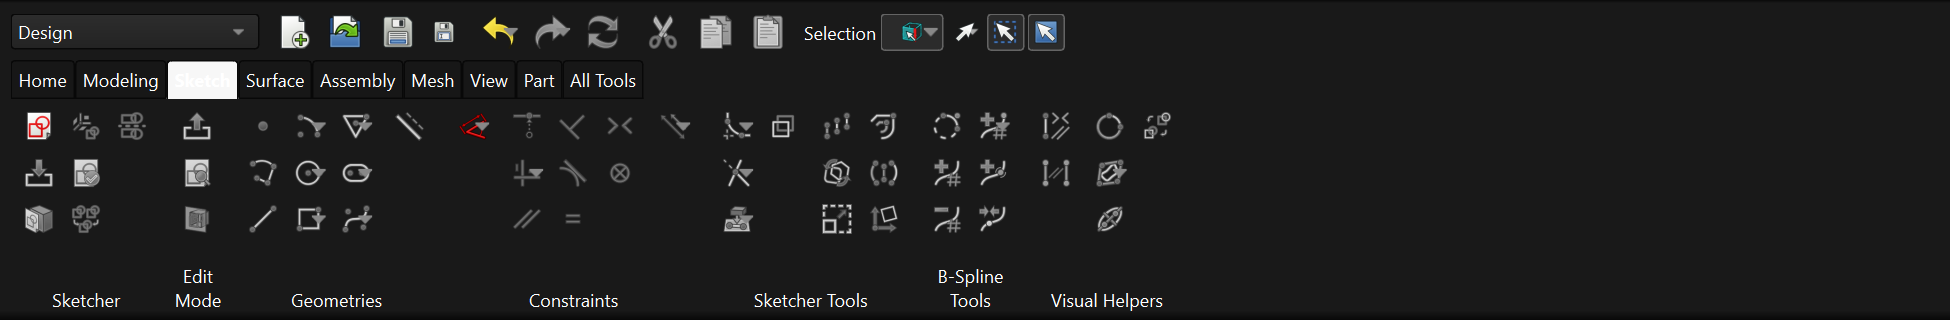 Design
Selection
Home Modeling Sketch Surface Assembly Mesh View Part All Tools
Sketcher
Edit
Mode
Geometries
Constraints
Sketcher Tools
B-Spline
Tools
Visual Helpers